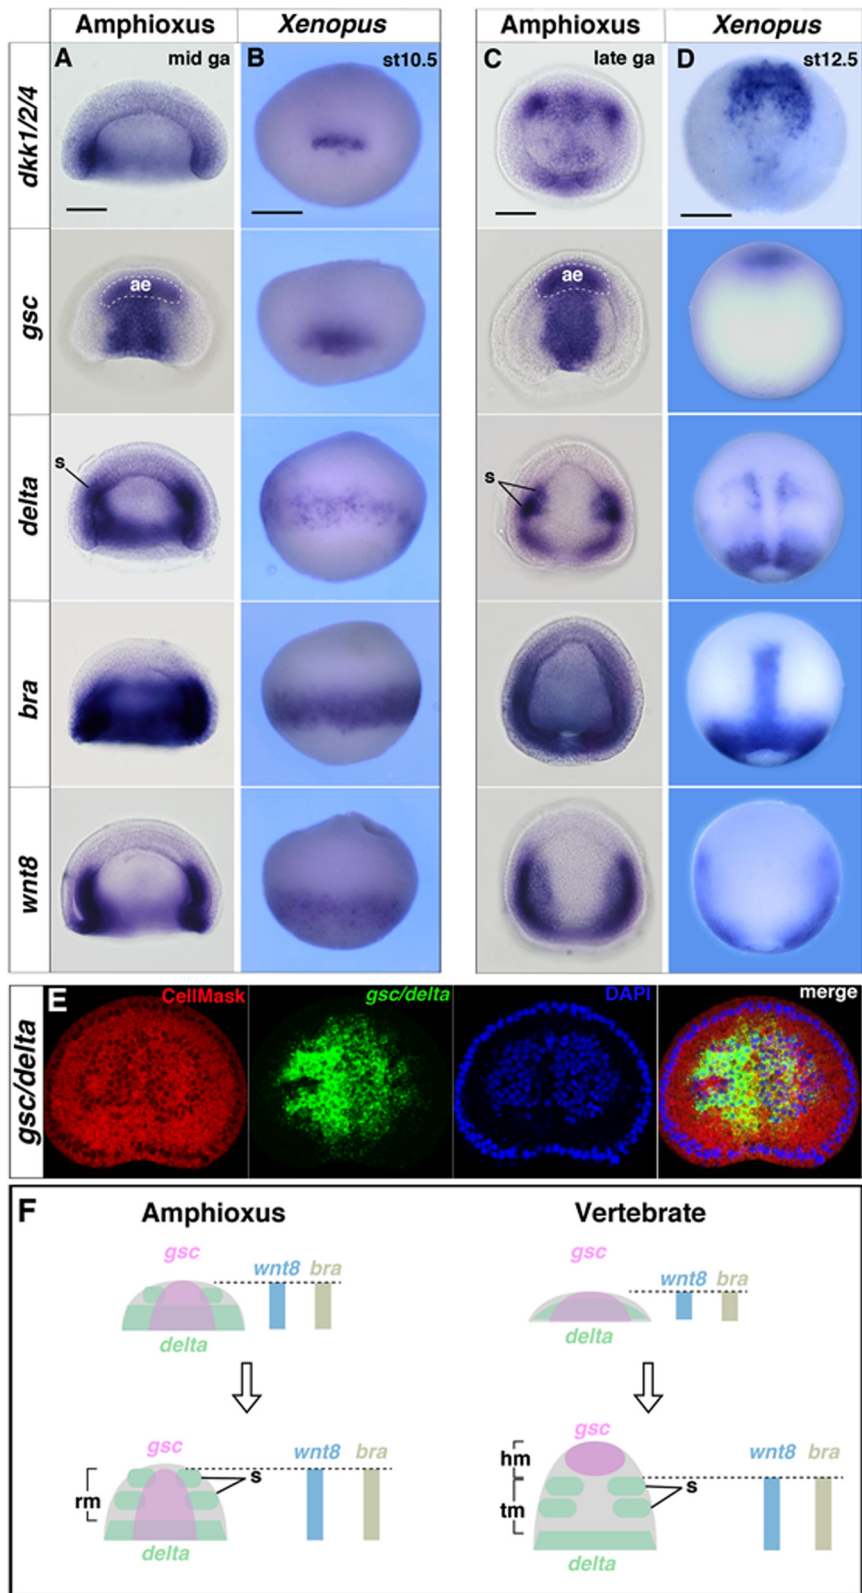 Amphioxus Xenopus Amphioxus Xenopus
A mid ga B st10.5 C late ga D st12.5
dkk1/2/4
gsc ae ae
delta s s
bra
wnt8
E CellMask gsc/delta DAPI merge
gsc/delta
F
Amphioxus Vertebrate
gsc gsc
wnt8 bra wnt8 bra
delta delta
gsc gsc
wnt8 bra wnt8 bra
hm
s s
rm tm
delta delta